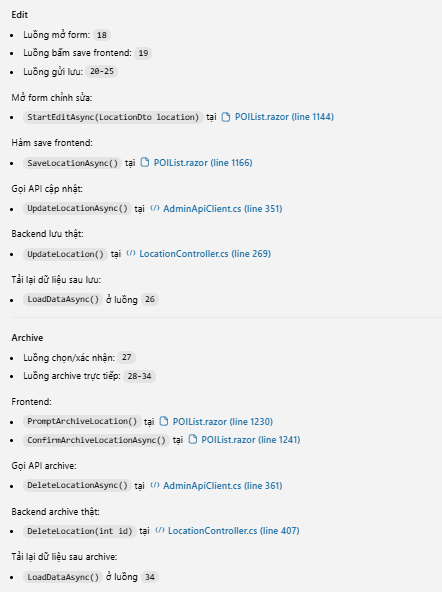 Edit
• Luồng mở form: 18
• Luồng bấm save frontend: 19
• Luồng gửi lưu: 20-25
Mở form chỉnh sửa:
• StartEditAsync(LocationDto location) tại POIList.razor (line 1144)
Hàm save frontend:
• SaveLocationAsync() tại POIList.razor (line 1166)
Gọi API cập nhật:
• UpdateLocationAsync() tại AdminApiClient.cs (line 351)
Backend lưu thật:
• UpdateLocation() tại LocationController.cs (line 269)
Tải lại dữ liệu sau lưu:
• LoadDataAsync() ở luồng 26
Archive
• Luồng chọn/xác nhận: 27
• Luồng archive trực tiếp: 28-34
Frontend:
• PromptArchiveLocation() tại POIList.razor (line 1230)
• ConfirmArchiveLocationAsync() tại POIList.razor (line 1241)
Gọi API archive:
• DeleteLocationAsync() tại AdminApiClient.cs (line 361)
Backend archive thật:
• DeleteLocation(int id) tại LocationController.cs (line 407)
Tải lại dữ liệu sau archive:
• LoadDataAsync() ở luồng 34